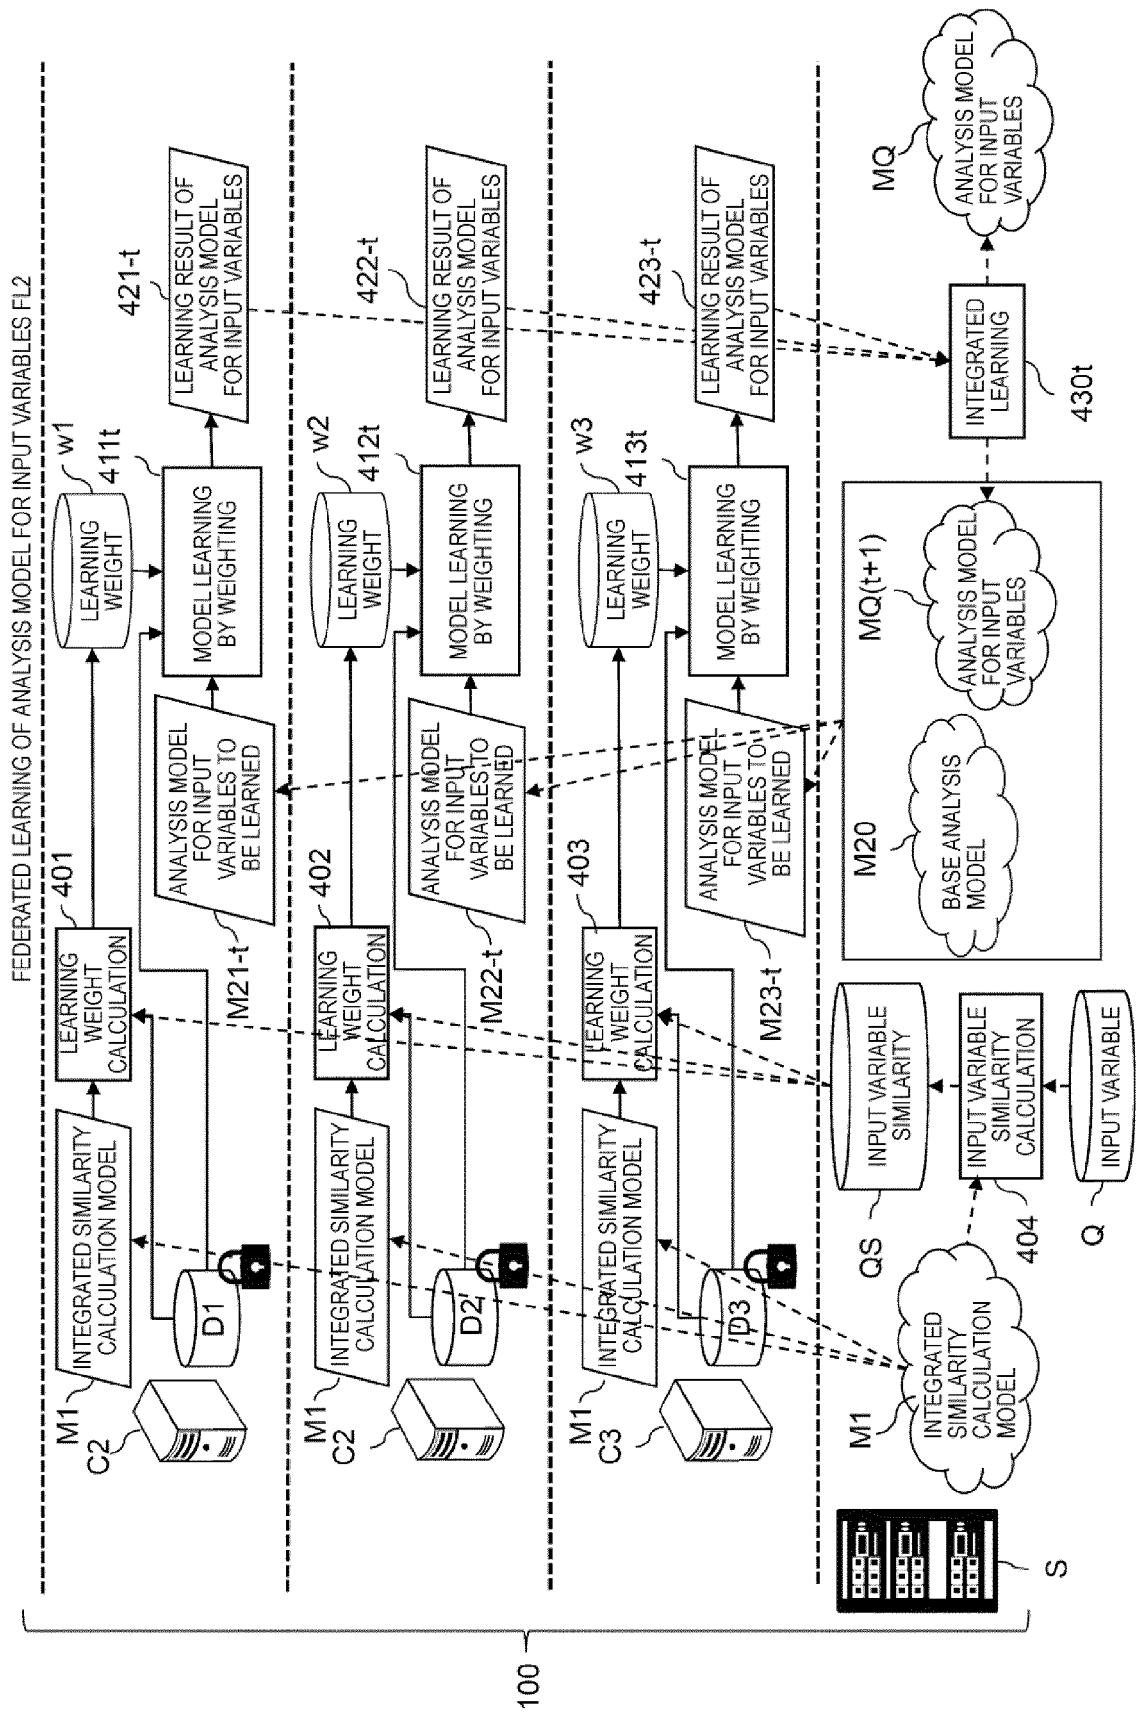 FEDERATED LEARNING OF ANALYSIS MODEL FOR INPUT VARIABLES FL2
100
M1
C2
INTEGRATED SIMILARITY
CALCULATION MODEL
D1
401
LEARNING
WEIGHT
CALCULATION
M21-t
ANALYSIS MODEL
FOR INPUT
VARIABLES TO
BE LEARNED
w1
LEARNING
WEIGHT
411t
MODEL LEARNING
BY WEIGHTING
421-t
LEARNING RESULT OF
ANALYSIS MODEL
FOR INPUT VARIABLES
M1
C2
INTEGRATED SIMILARITY
CALCULATION MODEL
D2
402
LEARNING
WEIGHT
CALCULATION
M22-t
ANALYSIS MODEL
FOR INPUT
VARIABLES TO
BE LEARNED
w2
LEARNING
WEIGHT
412t
MODEL LEARNING
BY WEIGHTING
422-t
LEARNING RESULT OF
ANALYSIS MODEL
FOR INPUT VARIABLES
M1
C3
INTEGRATED SIMILARITY
CALCULATION MODEL
D3
403
LEARNING
WEIGHT
CALCULATION
M23-t
ANALYSIS MODEL
FOR INPUT
VARIABLES TO
BE LEARNED
w3
LEARNING
WEIGHT
413t
MODEL LEARNING
BY WEIGHTING
423-t
LEARNING RESULT OF
ANALYSIS MODEL
FOR INPUT VARIABLES
S
M1
INTEGRATED
SIMILARITY
CALCULATION
MODEL
QS
INPUT VARIABLE
SIMILARITY
404
INPUT VARIABLE
SIMILARITY
CALCULATION
Q
INPUT VARIABLE
M20
BASE ANALYSIS
MODEL
MQ(t+1)
ANALYSIS MODEL
FOR INPUT
VARIABLES
INTEGRATED
LEARNING
430t
MQ
ANALYSIS MODEL
FOR INPUT
VARIABLES